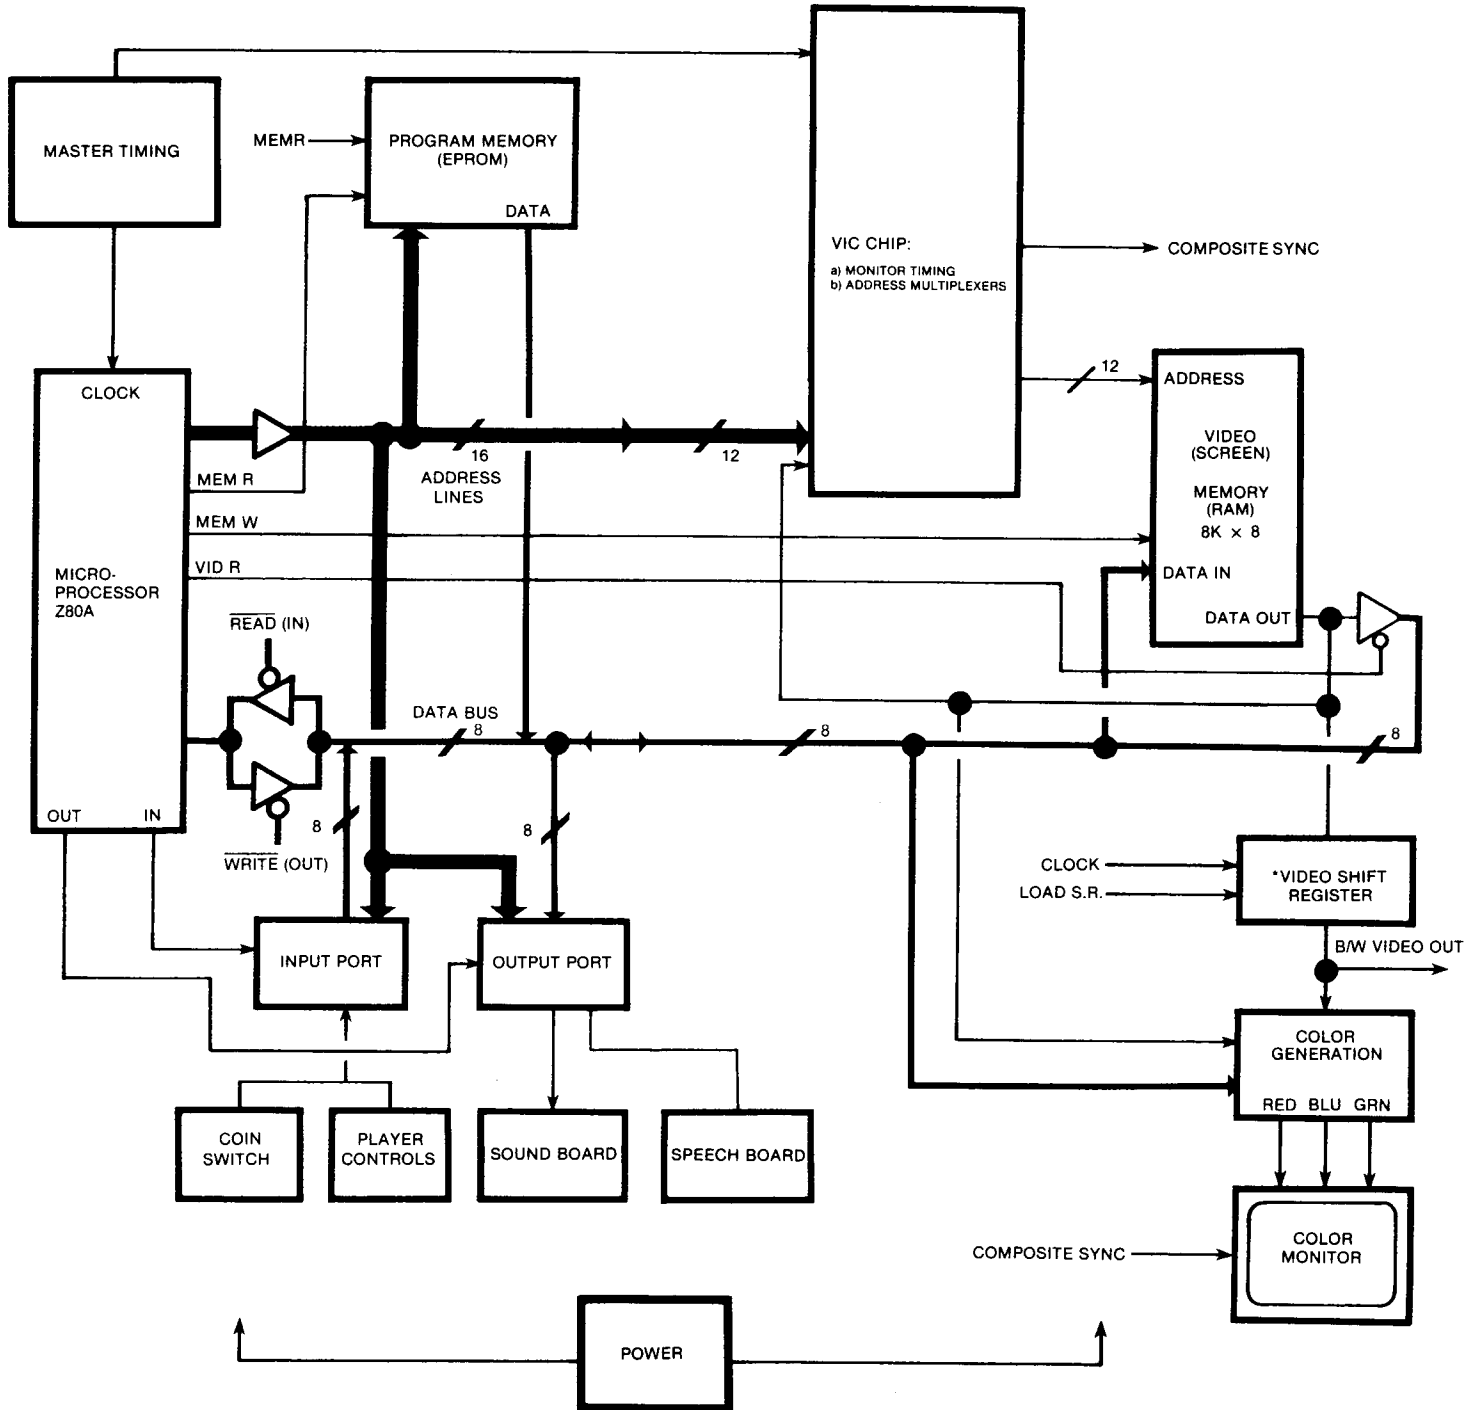 MASTER TIMING
MEMR
PROGRAM MEMORY
(EPROM)
DATA
VIC CHIP:
a) MONITOR TIMING
b) ADDRESS MULTIPLEXERS
COMPOSITE SYNC
12
ADDRESS
VIDEO
(SCREEN)
MEMORY
(RAM)
8K × 8
DATA IN
DATA OUT
CLOCK
MICRO-
PROCESSOR
Z80A
OUT
IN
MEM R
MEM W
VID R
16
ADDRESS
LINES
12
READ (IN)
WRITE (OUT)
DATA BUS
8
8
8
8
8
INPUT PORT
OUTPUT PORT
COIN
SWITCH
PLAYER
CONTROLS
SOUND BOARD
SPEECH BOARD
CLOCK
LOAD S.R.
*VIDEO SHIFT
REGISTER
B/W VIDEO OUT
COLOR
GENERATION
RED BLU GRN
COMPOSITE SYNC
COLOR
MONITOR
POWER